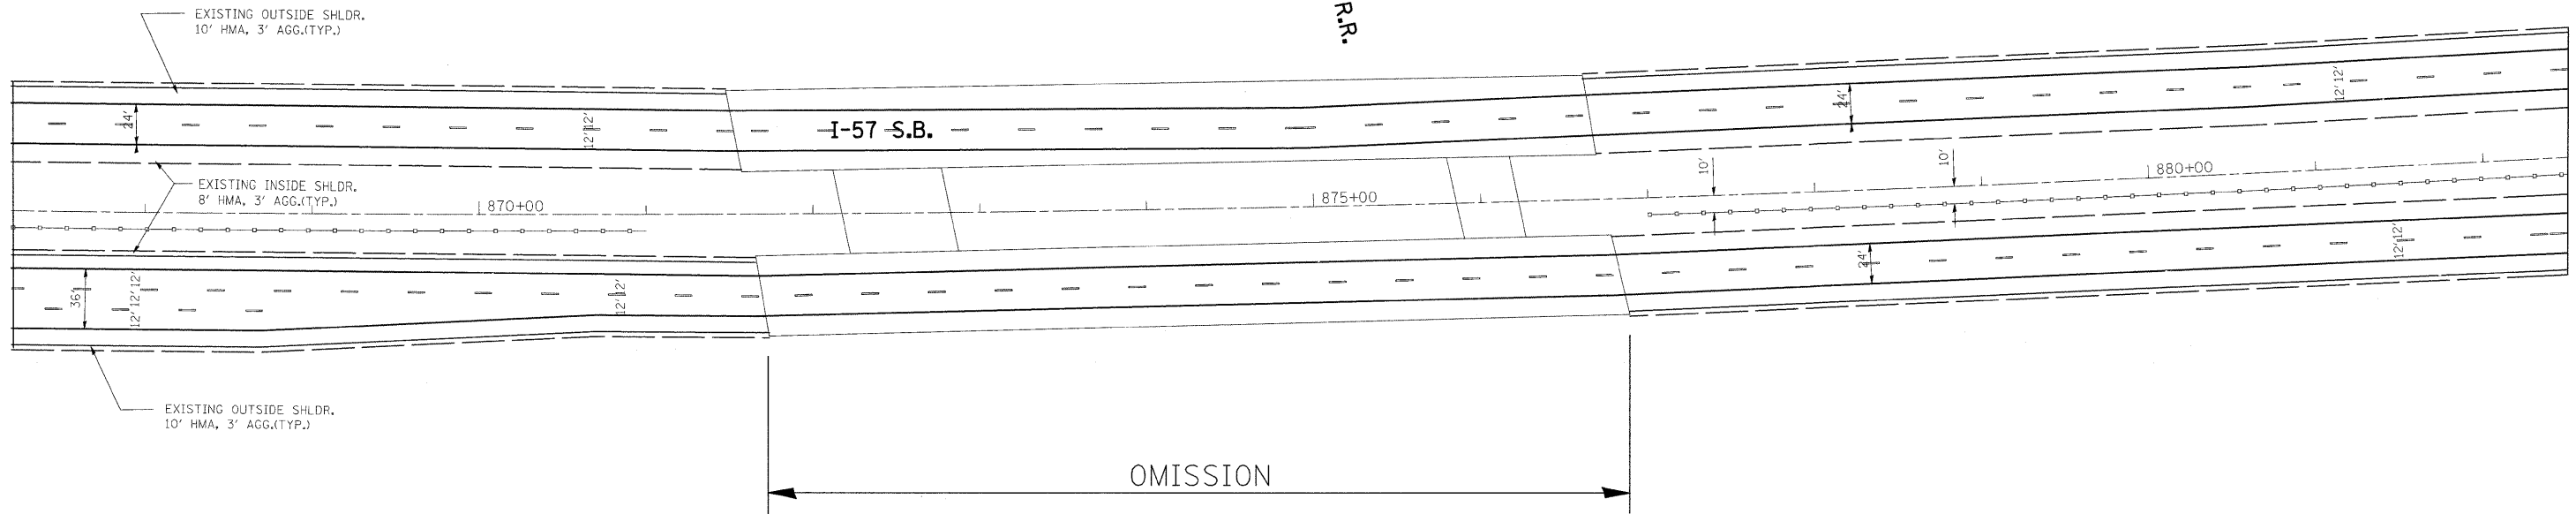 EXISTING OUTSIDE SHLDR.
10' HMA, 3' AGG.(TYP.)
R.R.
24'
12' 12'
I-57 S.B.
24'
12' 12'
EXISTING INSIDE SHLDR.
8' HMA, 3' AGG.(TYP.)
870+00
875+00
10'
10'
880+00
36'
12' 12' 12'
12' 12'
24'
12' 12'
EXISTING OUTSIDE SHLDR.
10' HMA, 3' AGG.(TYP.)
OMISSION